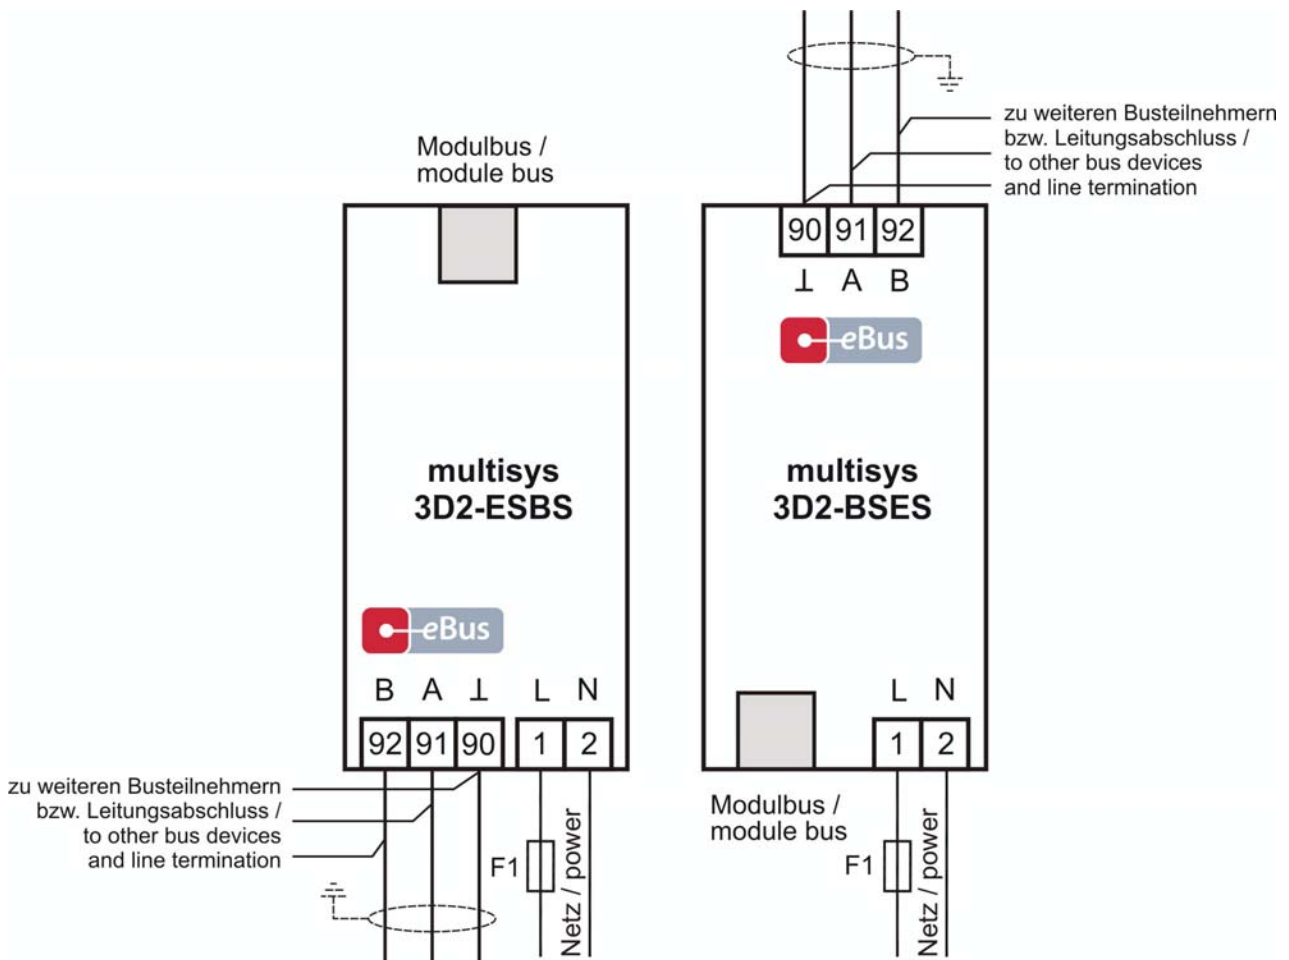 Modulbus /
module bus
multisys
3D2-ESBS
eBus
B A ⊥ L N
92 91 90 1 2
zu weiteren Busteilnehmern
bzw. Leitungsabschluss /
to other bus devices
and line termination
F1
Netz / power
zu weiteren Busteilnehmern
bzw. Leitungsabschluss /
to other bus devices
and line termination
90 91 92
⊥ A B
eBus
multisys
3D2-BSES
L N
1 2
Modulbus /
module bus
F1
Netz / power